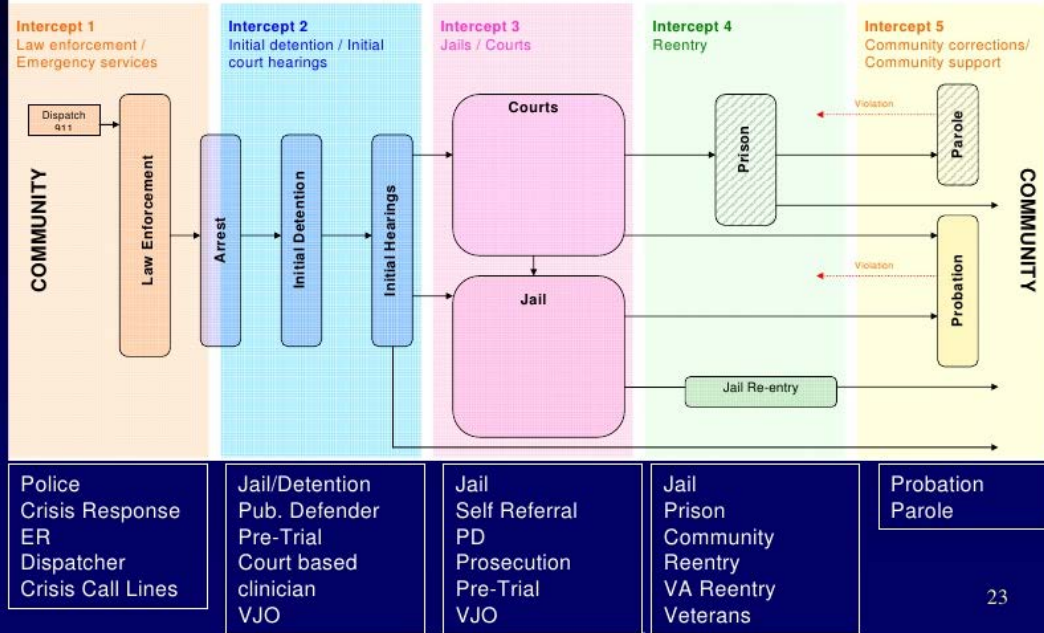 Intercept 1
Law enforcement /
Emergency services
Intercept 2
Initial detention / Initial
court hearings
Intercept 3
Jails / Courts
Intercept 4
Reentry
Intercept 5
Community corrections/
Community support
COMMUNITY
Dispatch
911
Law Enforcement
Arrest
Initial Detention
Initial Hearings
Courts
Jail
Prison
Violation
Parole
Violation
Probation
Jail Re-entry
COMMUNITY
Police
Crisis Response
ER
Dispatcher
Crisis Call Lines
Jail/Detention
Pub. Defender
Pre-Trial
Court based
clinician
VJO
Jail
Self Referral
PD
Prosecution
Pre-Trial
VJO
Jail
Prison
Community
Reentry
VA Reentry
Veterans
Probation
Parole
23